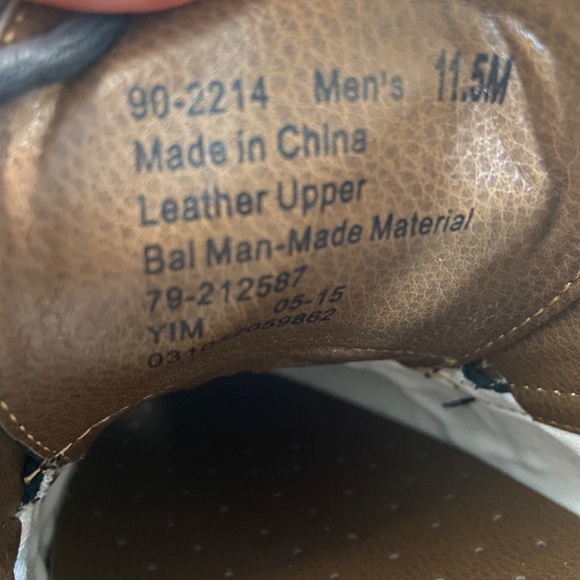 90-2214 Men's 11.5M
Made in China
Leather Upper
Bal Man-Made Material
79-212587
YIM 05-15